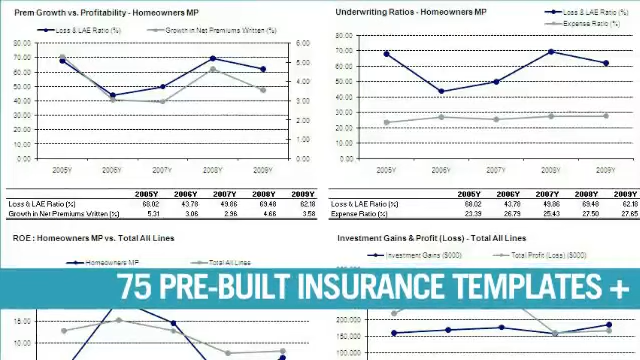 Prem Growth vs. Profitability - Homeowners MP
Loss & LAE Ratio (%) Growth in Net Premiums Written (%)
80.00 6.00
70.00 5.00
60.00
50.00 4.00
40.00 3.00
30.00 2.00
20.00
10.00 1.00
0.00 0.00
2005Y 2006Y 2007Y 2008Y 2009Y
2005Y 2006Y 2007Y 2008Y 2009Y
Loss & LAE Ratio (%) 68.02 43.78 49.86 69.48 62.18
Growth in Net Premiums Written (%) 5.31 3.06 2.96 4.66 3.58
Underwriting Ratios - Homeowners MP
Loss & LAE Ratio (%)
Expense Ratio (%)
80.00
70.00
60.00
50.00
40.00
30.00
20.00
10.00
0.00
2005Y 2006Y 2007Y 2008Y 2009Y
2005Y 2006Y 2007Y 2008Y 2009Y
Loss & LAE Ratio (%) 68.02 43.78 49.86 69.48 62.18
Expense Ratio (%) 23.39 26.79 25.43 27.50 27.65
ROE : Homeowners MP vs. Total All Lines
Homeowners MP Total All Lines
Investment Gains & Profit (Loss) - Total All Lines
Investment Gains ($000) Total Profit (Loss) ($000)
75 PRE-BUILT INSURANCE TEMPLATES +
15.00
10.00
200,000
150,000
100,000